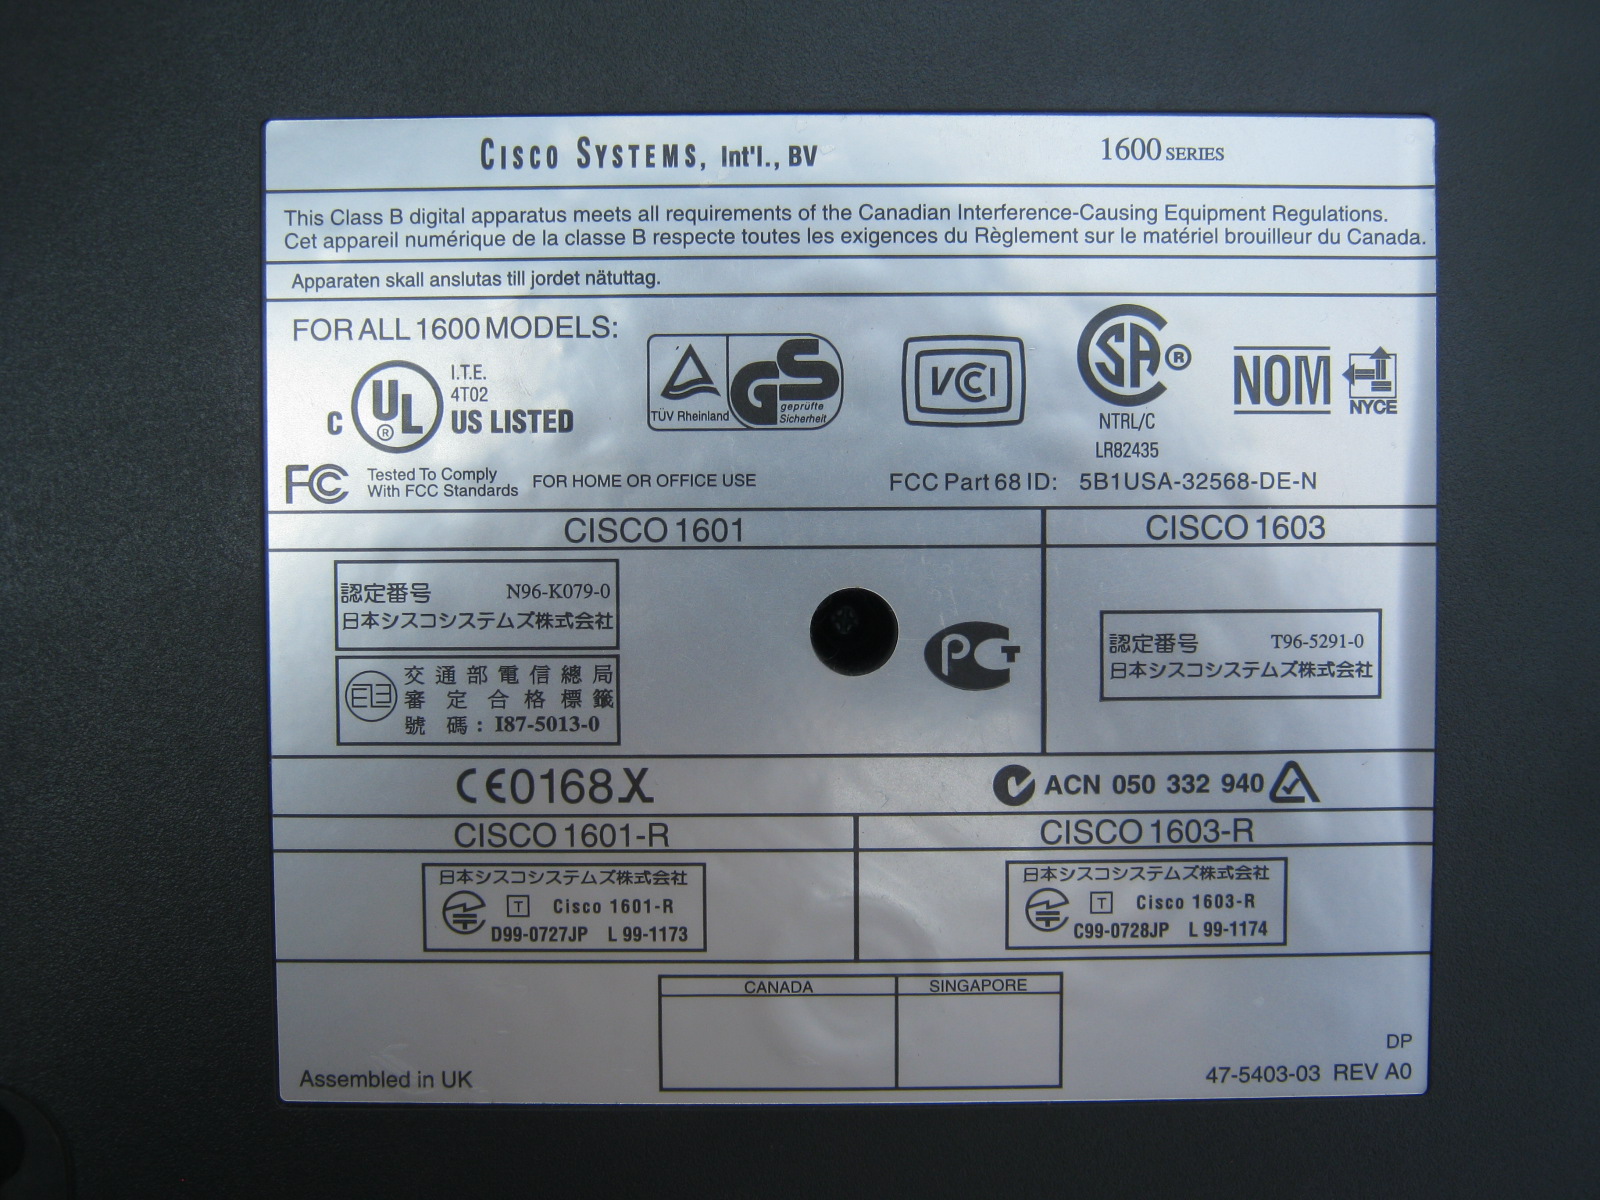 CISCO SYSTEMS, Int'l., BV
1600 SERIES
This Class B digital apparatus meets all requirements of the Canadian Interference-Causing Equipment Regulations.
Cet appareil numérique de la classe B respecte toutes les exigences du Règlement sur le matériel brouilleur du Canada.
Apparaten skall anslutas till jordet nätuttag.
FOR ALL 1600 MODELS:
C UL ® I.T.E.
4T02
US LISTED
TÜV Rheinland
GS
geprüfte
Sicherheit
VCI
SA ®
NTRL/C
LR82435
NOM
NYCE
FC Tested To Comply
With FCC Standards
FOR HOME OR OFFICE USE
FCC Part 68 ID: 5B1USA-32568-DE-N
CISCO 1601
CISCO 1603
認定番号 N96-K079-0
日本シスコシステムズ株式会社
交通部電信總局
審定合格標籤
號碼: I87-5013-0
PCT
認定番号 T96-5291-0
日本シスコシステムズ株式会社
CE0168X
ACN 050 332 940
CISCO 1601-R
CISCO 1603-R
日本シスコシステムズ株式会社
T Cisco 1601-R
D99-0727JP L 99-1173
日本シスコシステムズ株式会社
T Cisco 1603-R
C99-0728JP L 99-1174
CANADA
SINGAPORE
Assembled in UK
DP
47-5403-03 REV A0